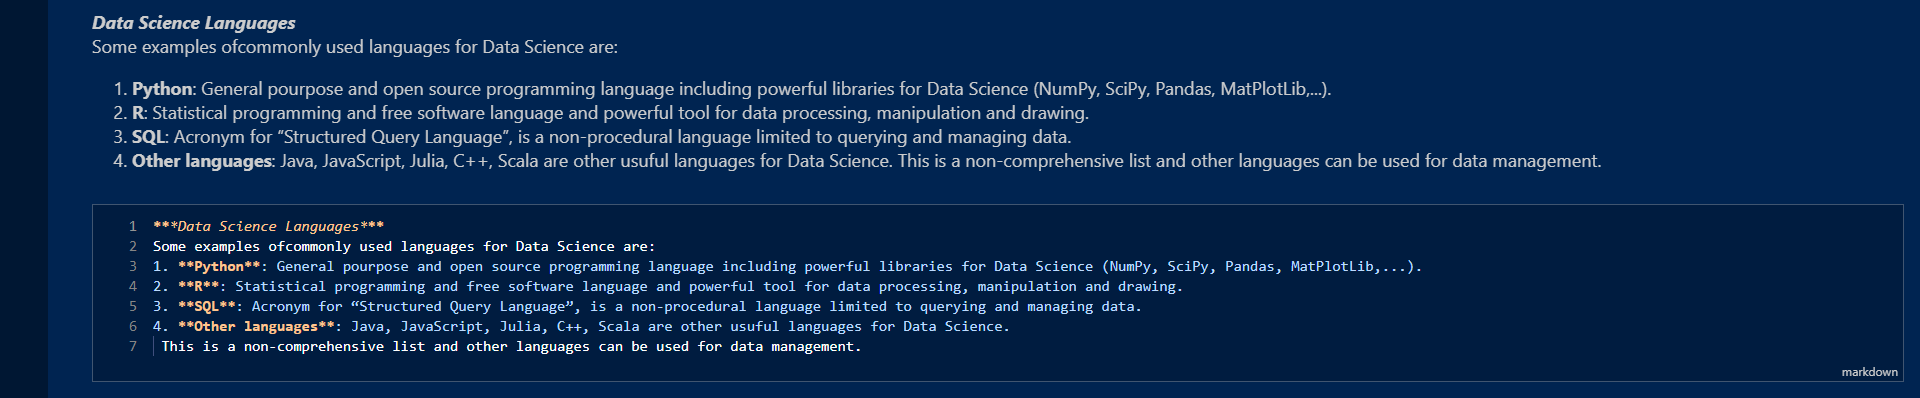 Data Science Languages
Some examples ofcommonly used languages for Data Science are:
1. Python: General pourpose and open source programming language including powerful libraries for Data Science (NumPy, SciPy, Pandas, MatPlotLib,...).
2. R: Statistical programming and free software language and powerful tool for data processing, manipulation and drawing.
3. SQL: Acronym for “Structured Query Language”, is a non-procedural language limited to querying and managing data.
4. Other languages: Java, JavaScript, Julia, C++, Scala are other usuful languages for Data Science. This is a non-comprehensive list and other languages can be used for data management.
1 ***Data Science Languages***
2 Some examples ofcommonly used languages for Data Science are:
3 1. **Python**: General pourpose and open source programming language including powerful libraries for Data Science (NumPy, SciPy, Pandas, MatPlotLib,...).
4 2. **R**: Statistical programming and free software language and powerful tool for data processing, manipulation and drawing.
5 3. **SQL**: Acronym for “Structured Query Language”, is a non-procedural language limited to querying and managing data.
6 4. **Other languages**: Java, JavaScript, Julia, C++, Scala are other usuful languages for Data Science.
7 This is a non-comprehensive list and other languages can be used for data management.
markdown